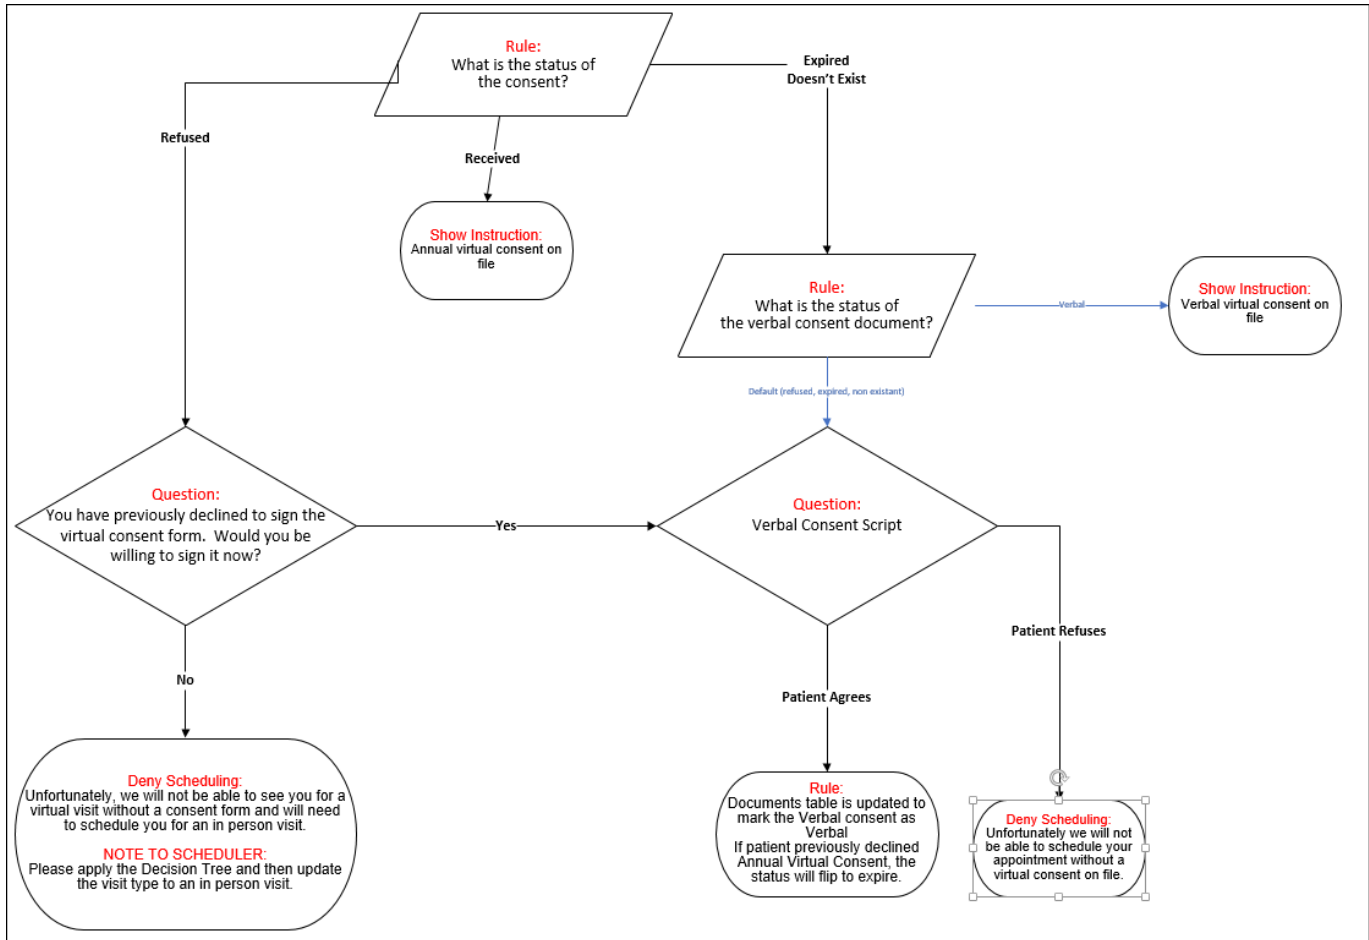 Rule:
What is the status of
the consent?
Expired
Doesn't Exist
Refused
Received
Show Instruction:
Annual virtual consent on
file
Rule:
What is the status of
the verbal consent document?
Verbal
Show Instruction:
Verbal virtual consent on
file
Default (refused, expired, non existant)
Question:
You have previously declined to sign the
virtual consent form. Would you be
willing to sign it now?
Yes
Question:
Verbal Consent Script
No
Patient Agrees
Patient Refuses
Deny Scheduling:
Unfortunately, we will not be able to see you for a
virtual visit without a consent form and will need
to schedule you for an in person visit.
NOTE TO SCHEDULER:
Please apply the Decision Tree and then update
the visit type to an in person visit.
Rule:
Documents table is updated to
mark the Verbal consent as
Verbal
If patient previously declined
Annual Virtual Consent, the
status will flip to expire.
Deny Scheduling:
Unfortunately we will not
be able to schedule your
appointment without a
virtual consent on file.